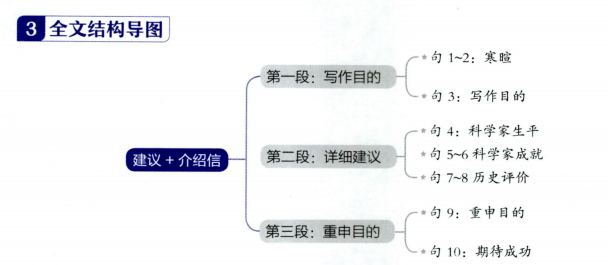 3 全文结构导图
建议 + 介绍信
第一段：写作目的
* 句 1~2：寒暄
* 句 3：写作目的
第二段：详细建议
* 句 4：科学家生平
* 句 5~6 科学家成就
* 句 7~8 历史评价
第三段：重申目的
* 句 9：重申目的
* 句 10：期待成功